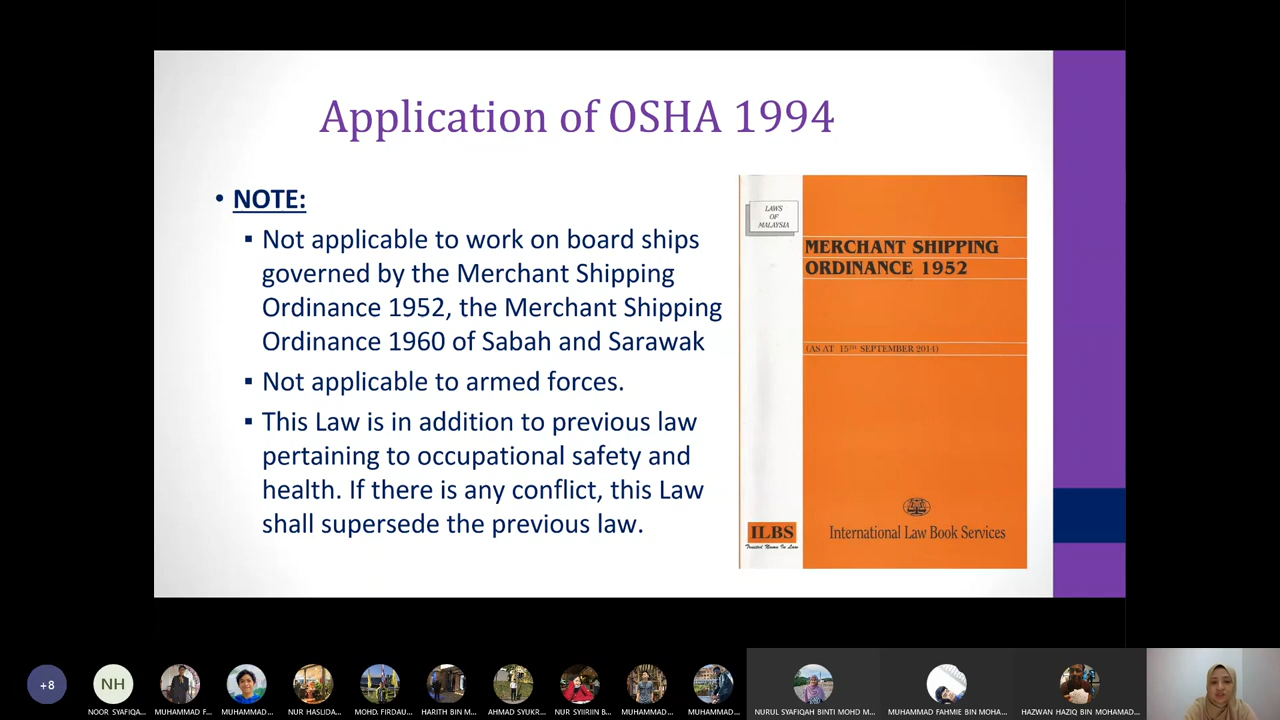 Application of OSHA 1994
• NOTE:
▪ Not applicable to work on board ships
governed by the Merchant Shipping
Ordinance 1952, the Merchant Shipping
Ordinance 1960 of Sabah and Sarawak
▪ Not applicable to armed forces.
▪ This Law is in addition to previous law
pertaining to occupational safety and
health. If there is any conflict, this Law
shall supersede the previous law.
LAWS
OF
MALAYSIA
MERCHANT SHIPPING
ORDINANCE 1952
(AS AT 15TH SEPTEMBER 2014)
ILBS
Trusted Name In Law
International Law Book Services
+8
NH
NOOR SYAFIQA...
MUHAMMAD F...
MUHAMMAD ...
NUR HASLIDA...
MOHD. FIRDAU...
HARITH BIN M...
AHMAD SYUKR...
NUR SYIRIIN B...
MUHAMMAD...
MUHAMMAD...
NURUL SYAFIQAH BINTI MOHD M...
MUHAMMAD FAHMIE BIN MOHA...
HAZWAN HAZIQ BIN MOHAMAD...